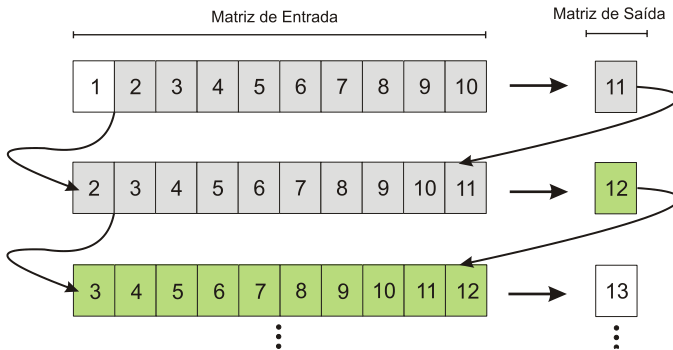 Matriz de Entrada
Matriz de Saída
1 2 3 4 5 6 7 8 9 10 11
2 3 4 5 6 7 8 9 10 11 12
3 4 5 6 7 8 9 10 11 12 13